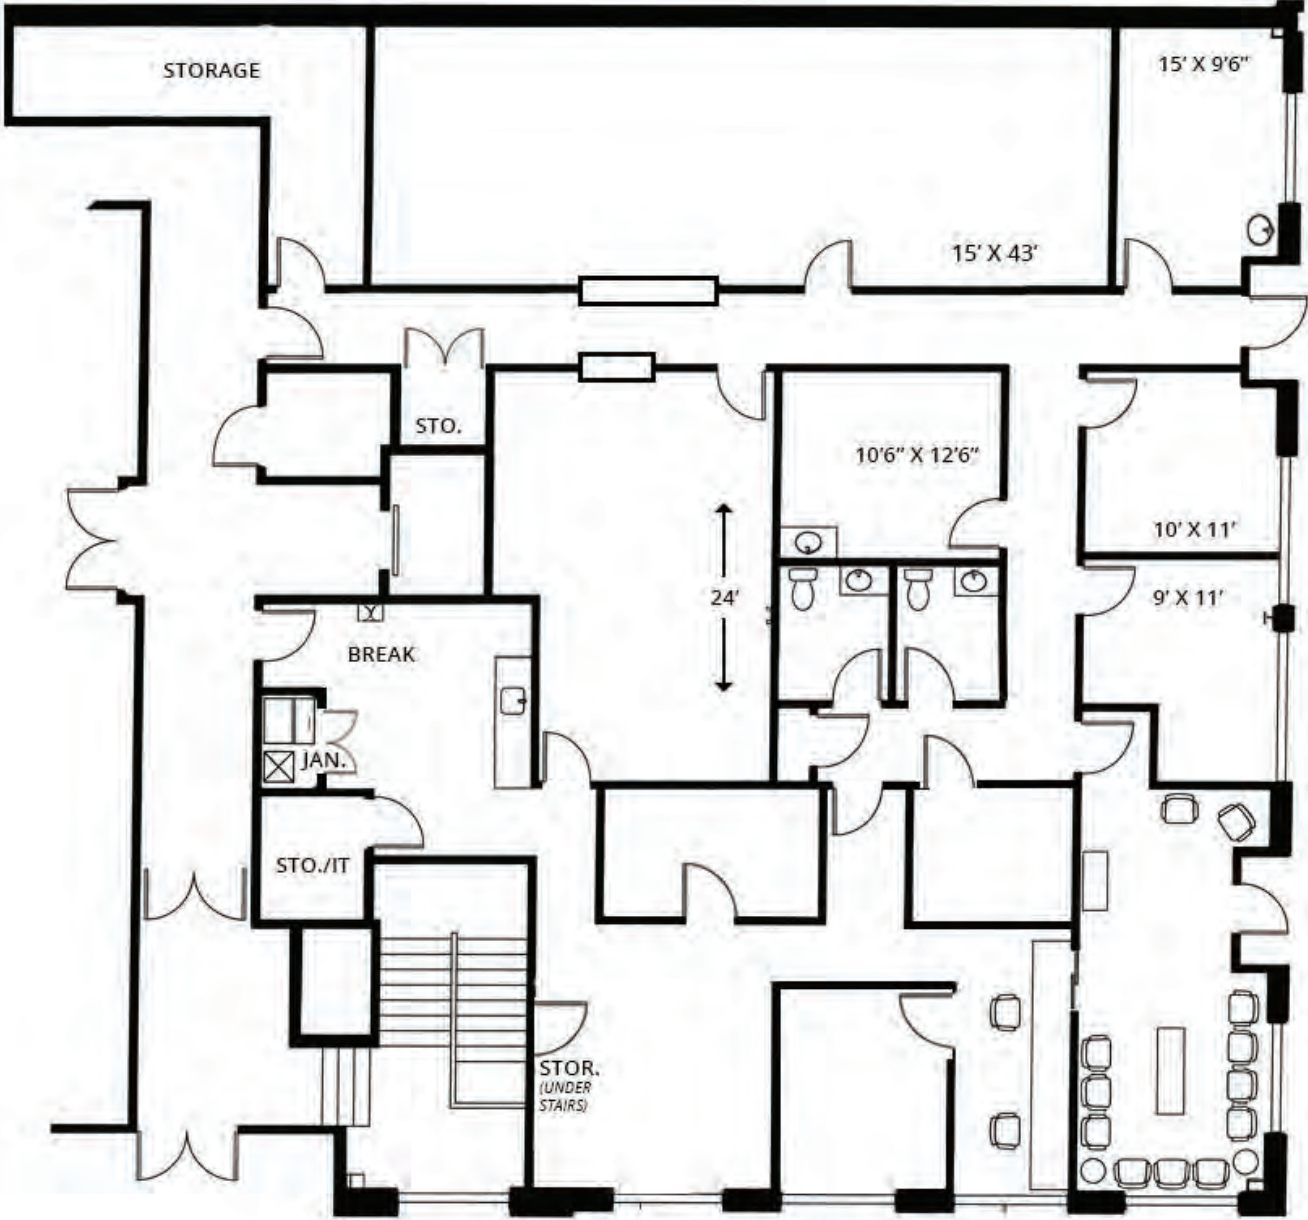 STORAGE
15’ X 9’6”
15’ X 43’
STO.
10’6” X 12’6”
10’ X 11’
24’
9’ X 11’
BREAK
JAN.
STO./IT
STOR.
(UNDER
STAIRS)